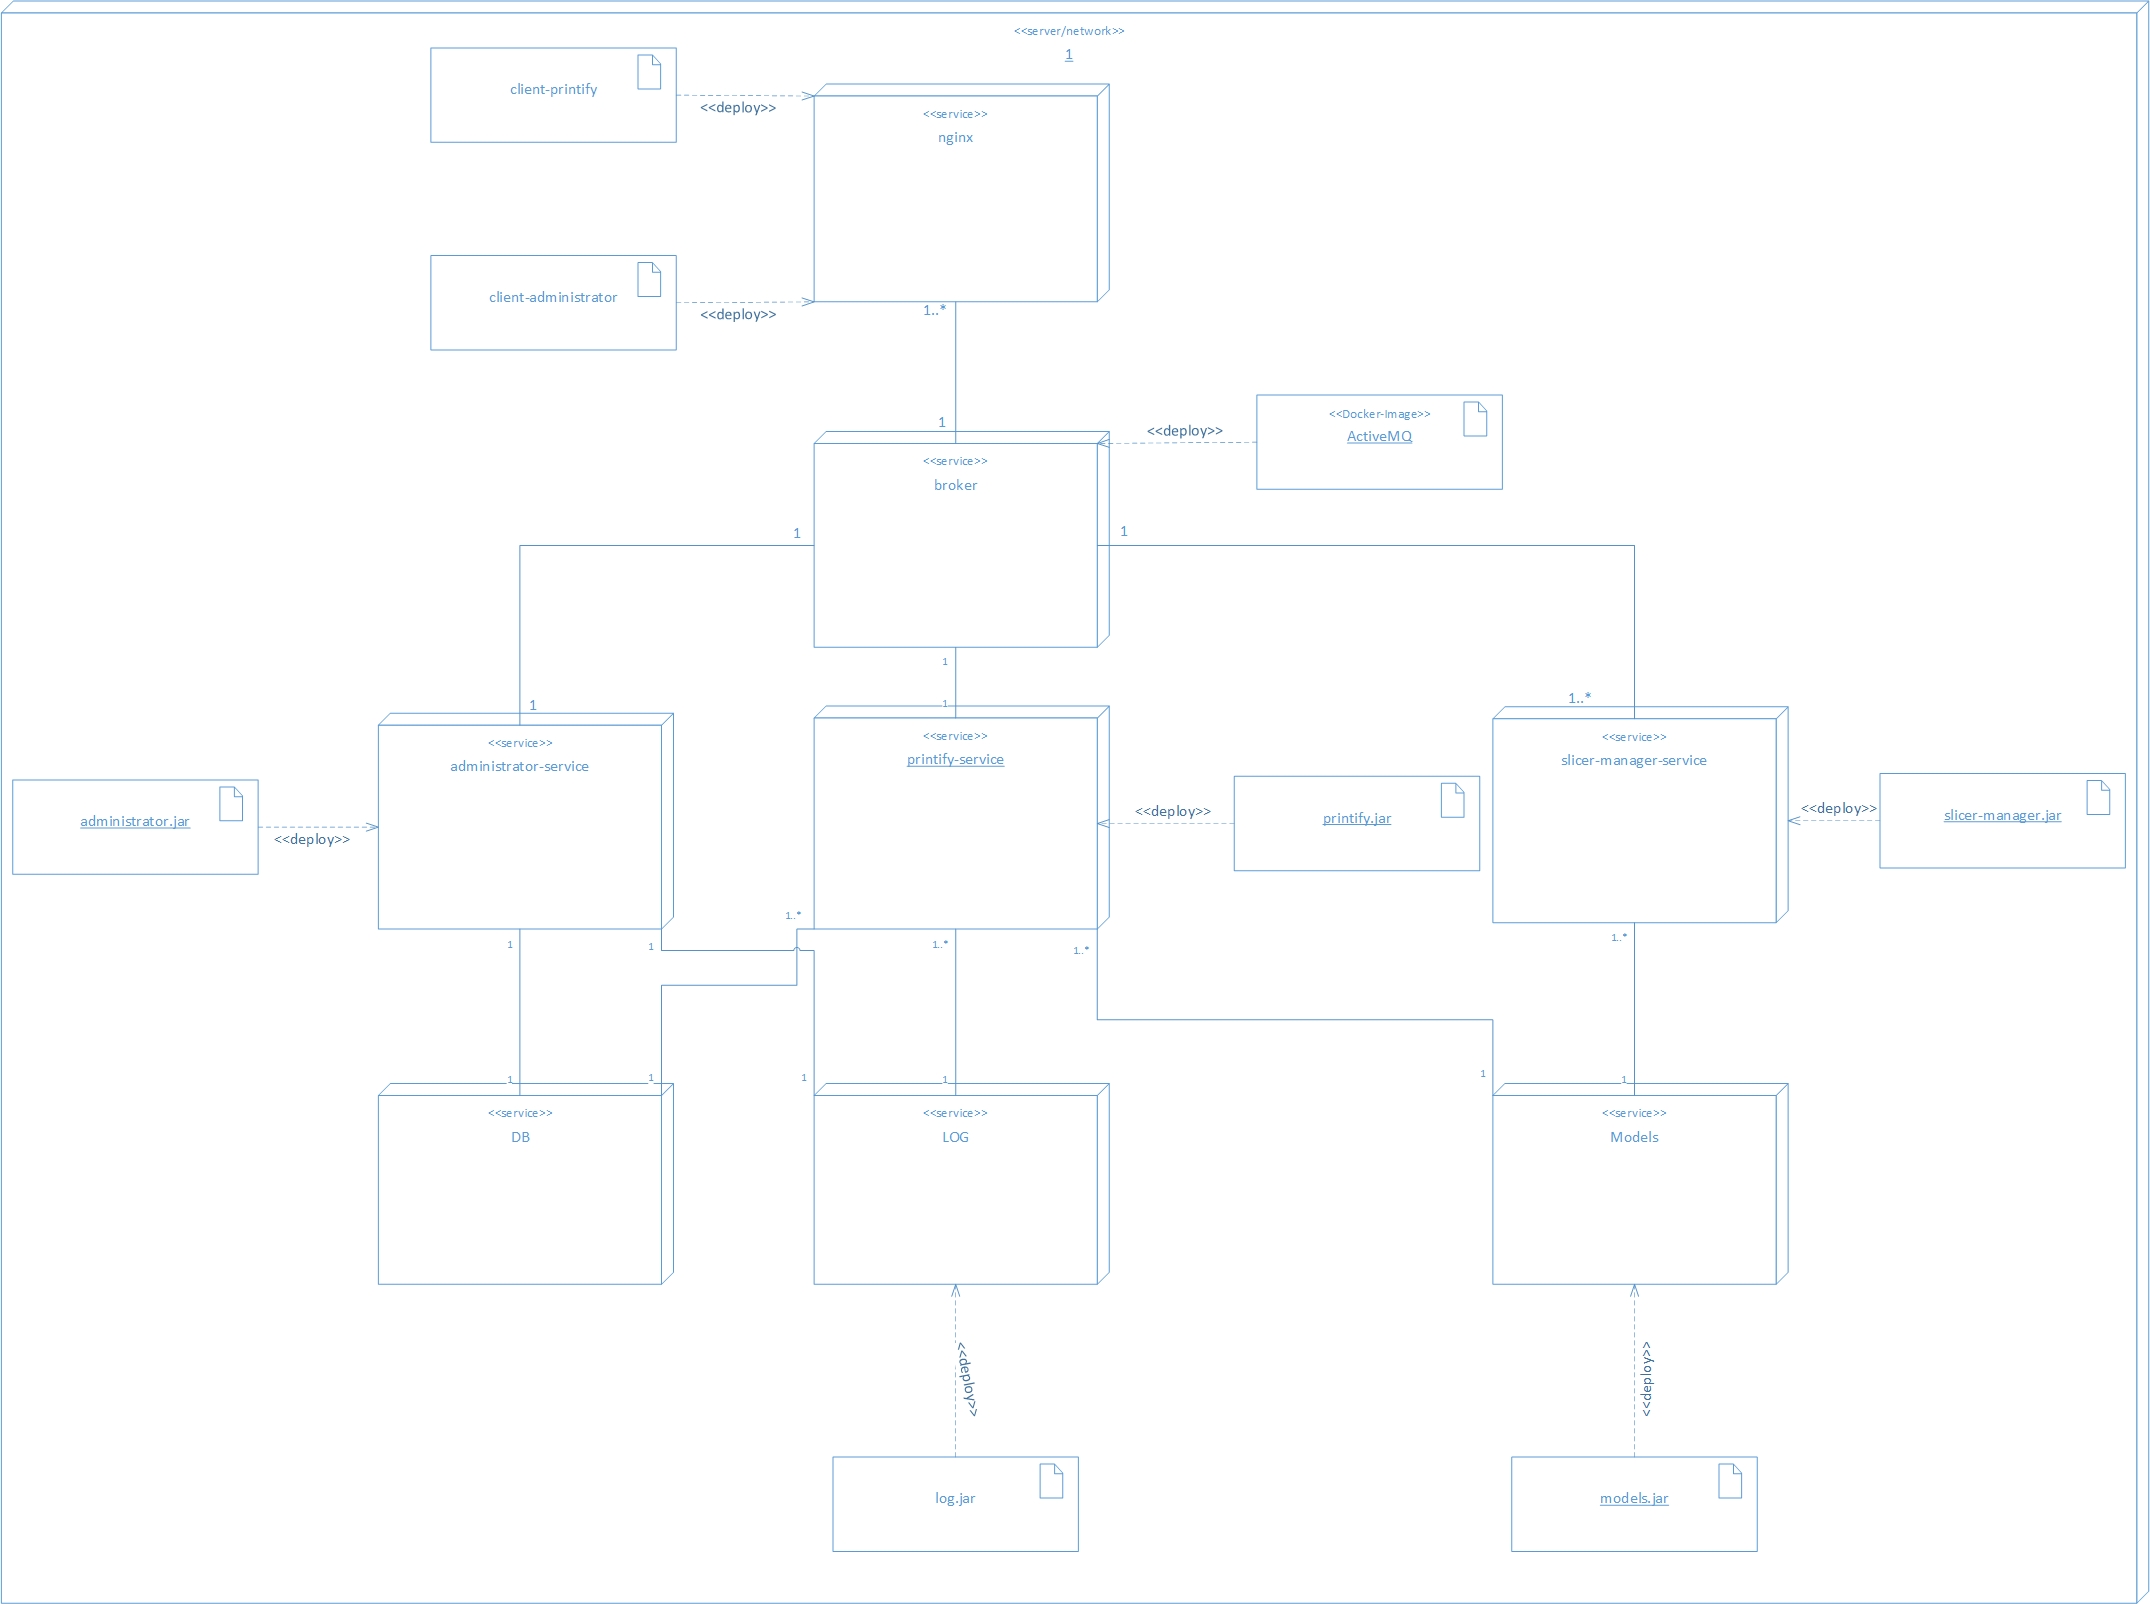 <<server/network>>
1
client-printify
<<deploy>>
<<service>>
nginx
client-administrator
<<deploy>>
1..*
1
<<Docker-Image>>
ActiveMQ
<<deploy>>
<<service>>
broker
1
1
1
1
1
1..*
<<service>>
administrator-service
<<service>>
printify-service
<<service>>
slicer-manager-service
administrator.jar
<<deploy>>
<<deploy>>
printify.jar
<<deploy>>
slicer-manager.jar
1
1
1..*
1..*
1..*
1..*
1
1
1
1
1
1
<<service>>
DB
<<service>>
LOG
<<service>>
Models
<<deploy>>
<<deploy>>
log.jar
models.jar